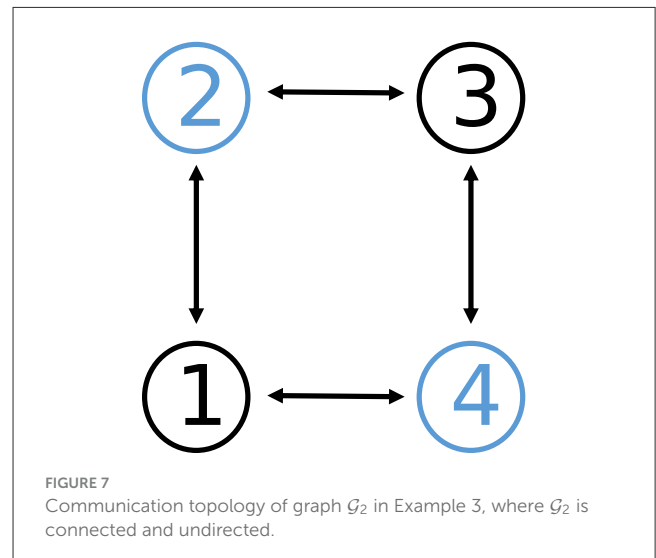 2 3
1 4
FIGURE 7
Communication topology of graph 𝒢₂ in Example 3, where 𝒢₂ is
connected and undirected.